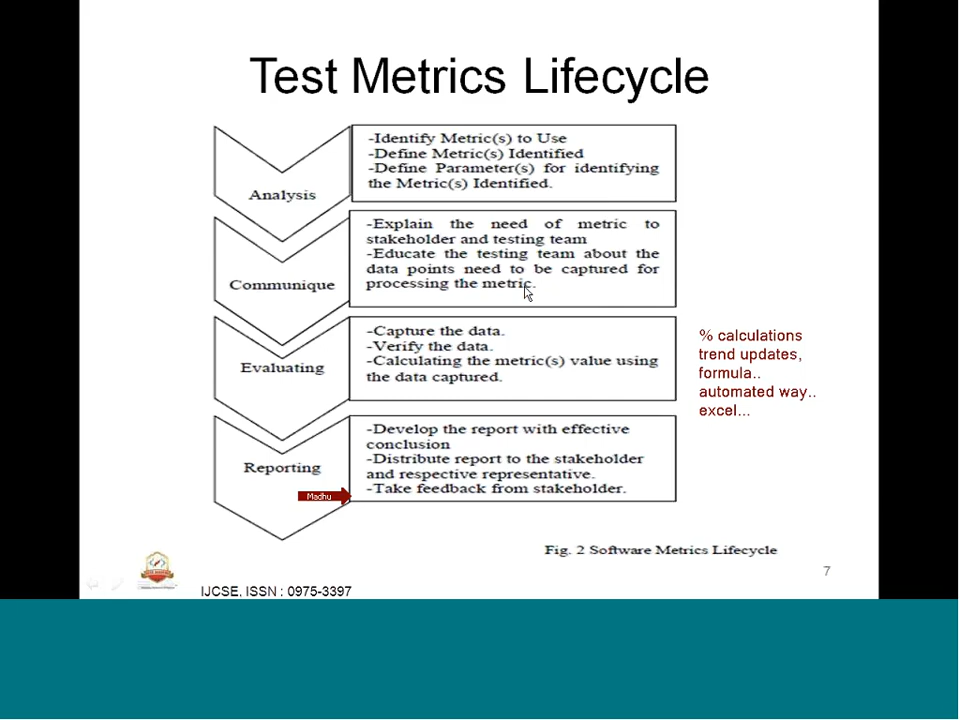 Test Metrics Lifecycle
Analysis
-Identify Metric(s) to Use
-Define Metric(s) Identified
-Define Parameter(s) for identifying
the Metric(s) Identified.
Communique
-Explain the need of metric to
stakeholder and testing team
-Educate the testing team about the
data points need to be captured for
processing the metric.
Evaluating
-Capture the data.
-Verify the data.
-Calculating the metric(s) value using
the data captured.
% calculations
trend updates,
formula..
automated way..
excel...
Reporting
-Develop the report with effective
conclusion
-Distribute report to the stakeholder
and respective representative.
-Take feedback from stakeholder.
Madhu
Fig. 2 Software Metrics Lifecycle
7
IJCSE, ISSN : 0975-3397